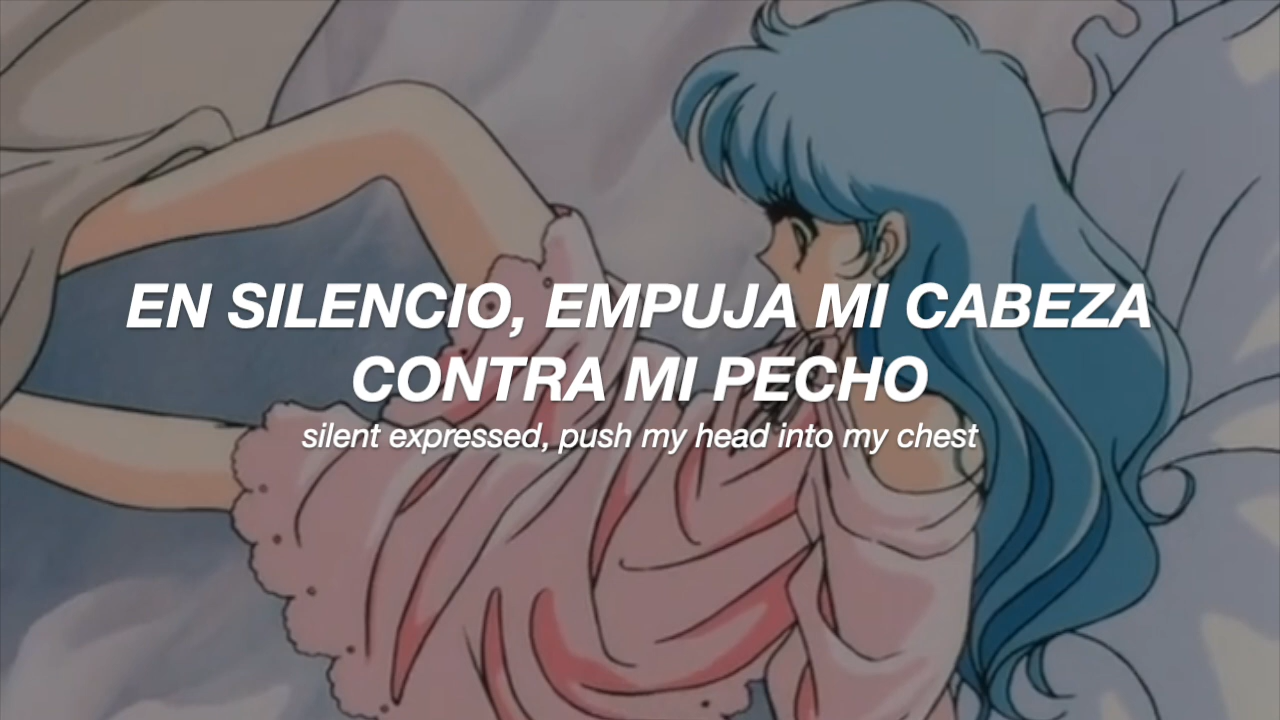 EN SILENCIO, EMPUJA MI CABEZA
CONTRA MI PECHO
silent expressed, push my head into my chest